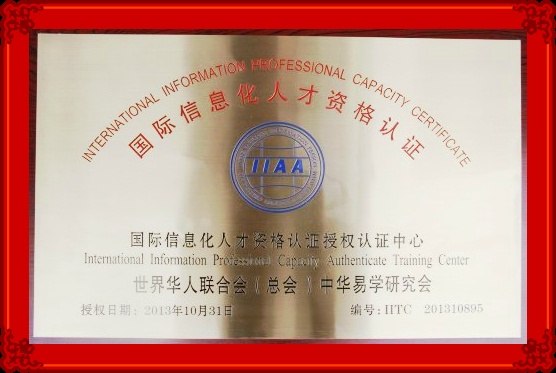 INTERNATIONAL INFORMATION PROFESSIONAL CAPACITY CERTIFICATE
国际信息化人才资格认证
IIAA
国际信息化人才资格认证授权认证中心
International Information Professional Capacity Authenticate Training Center
世界华人联合会（总会）中华易学研究会
授权日期：2013年10月31日 编号：IITC 201310895